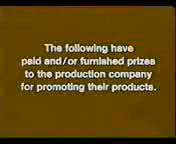 The following have
paid and/or furnished prizes
to the production company
for promoting their products.